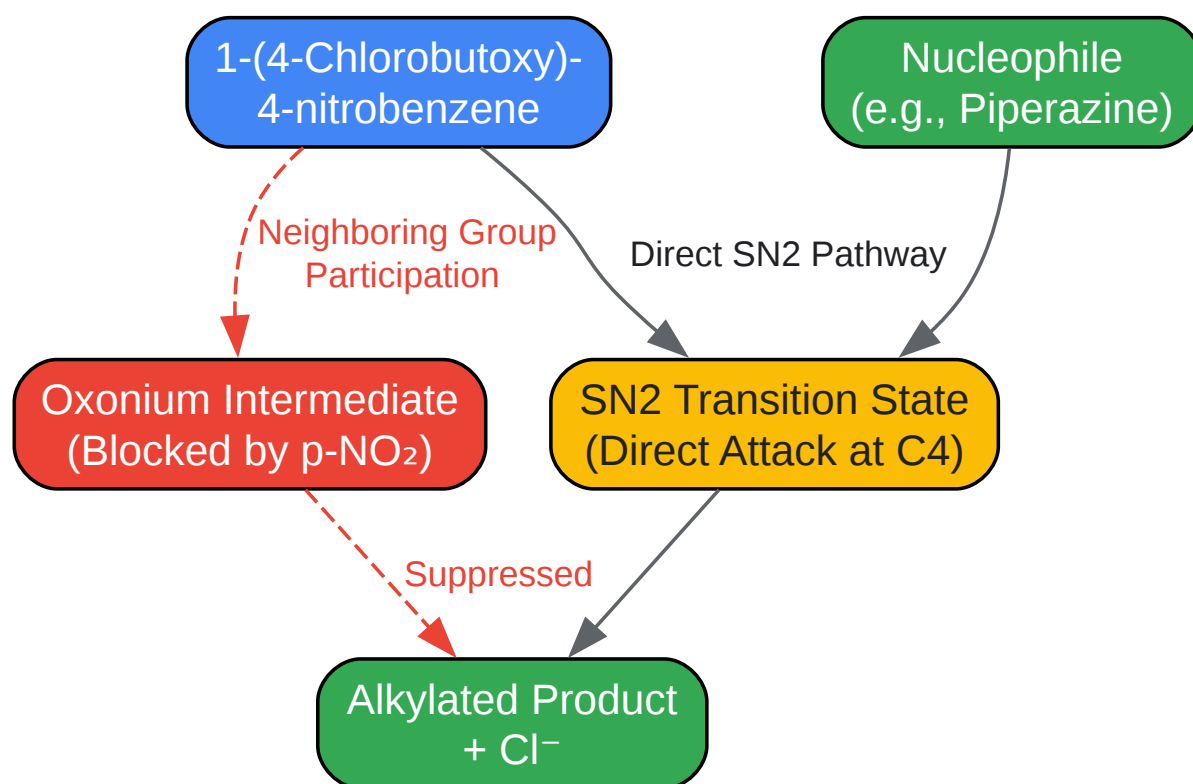 1-(4-Chlorobutoxy)-
4-nitrobenzene
Nucleophile
(e.g., Piperazine)
Neighboring Group
Participation
Direct SN2 Pathway
Oxonium Intermediate
(Blocked by p-NO₂)
SN2 Transition State
(Direct Attack at C4)
Suppressed
Alkylated Product
+ Cl⁻